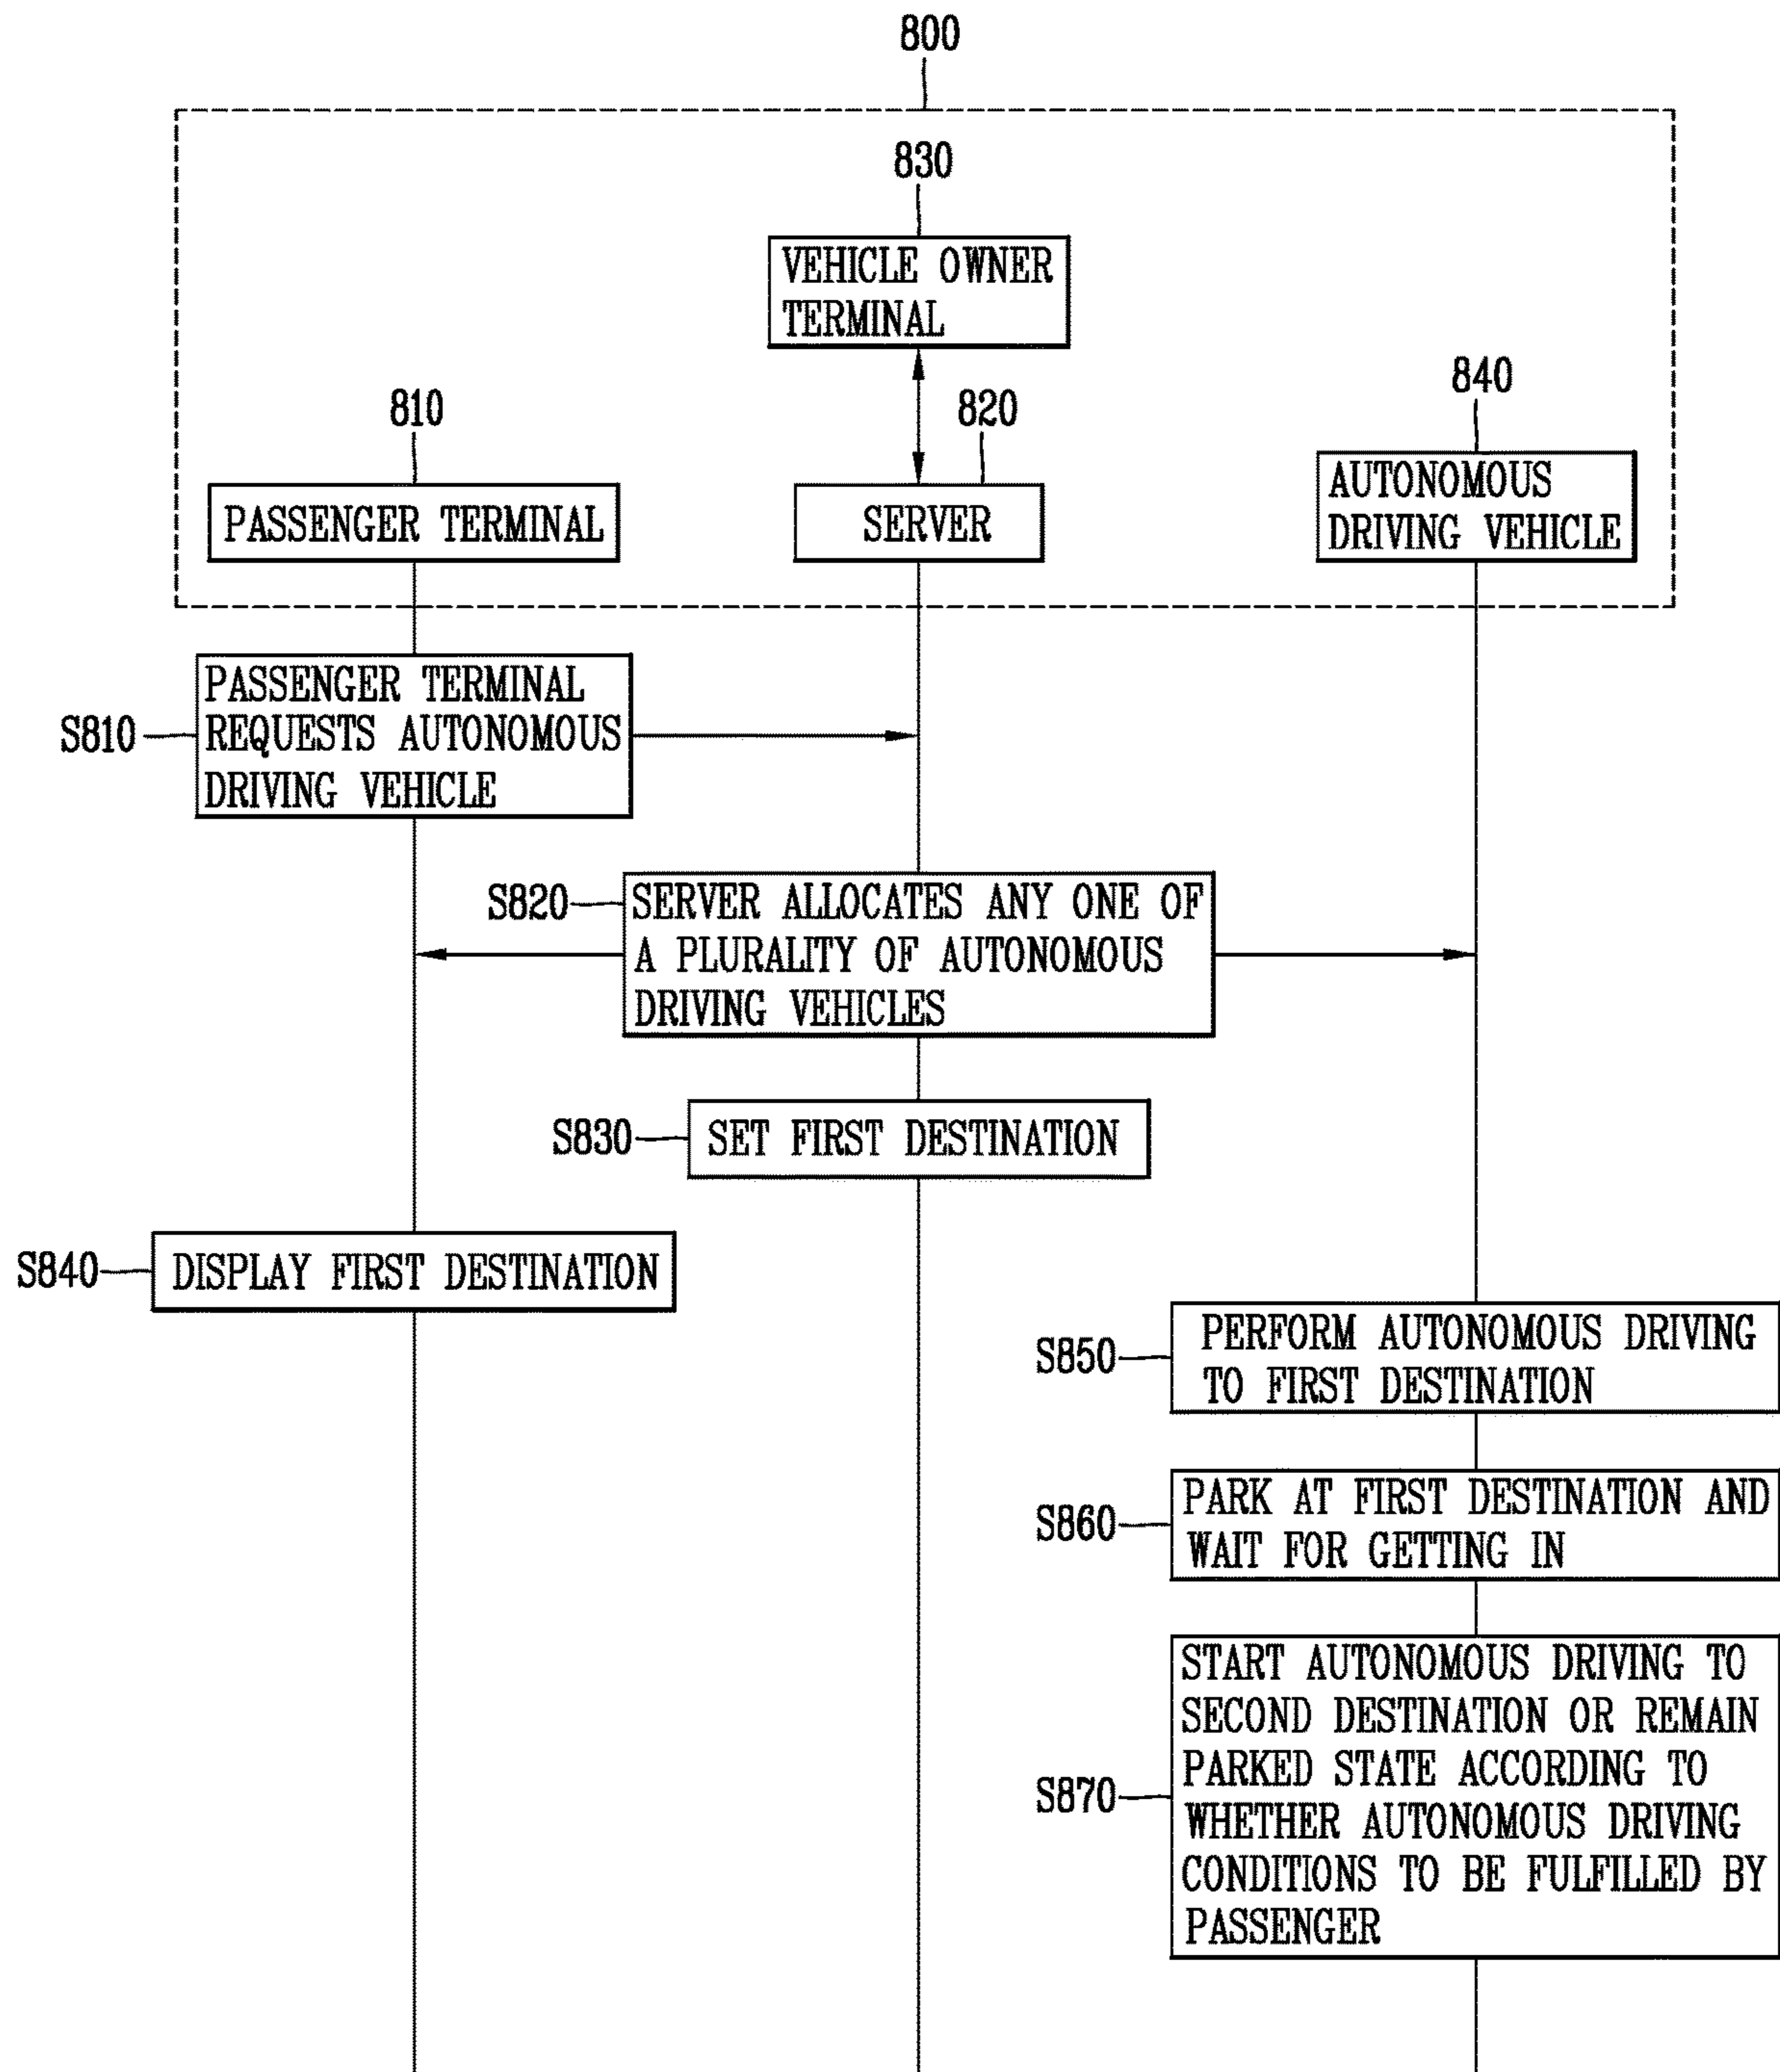 800
830
VEHICLE OWNER
TERMINAL
810
820
840
PASSENGER TERMINAL
SERVER
AUTONOMOUS
DRIVING VEHICLE
S810
PASSENGER TERMINAL
REQUESTS AUTONOMOUS
DRIVING VEHICLE
S820
SERVER ALLOCATES ANY ONE OF
A PLURALITY OF AUTONOMOUS
DRIVING VEHICLES
S830
SET FIRST DESTINATION
S840
DISPLAY FIRST DESTINATION
S850
PERFORM AUTONOMOUS DRIVING
TO FIRST DESTINATION
S860
PARK AT FIRST DESTINATION AND
WAIT FOR GETTING IN
S870
START AUTONOMOUS DRIVING TO
SECOND DESTINATION OR REMAIN
PARKED STATE ACCORDING TO
WHETHER AUTONOMOUS DRIVING
CONDITIONS TO BE FULFILLED BY
PASSENGER